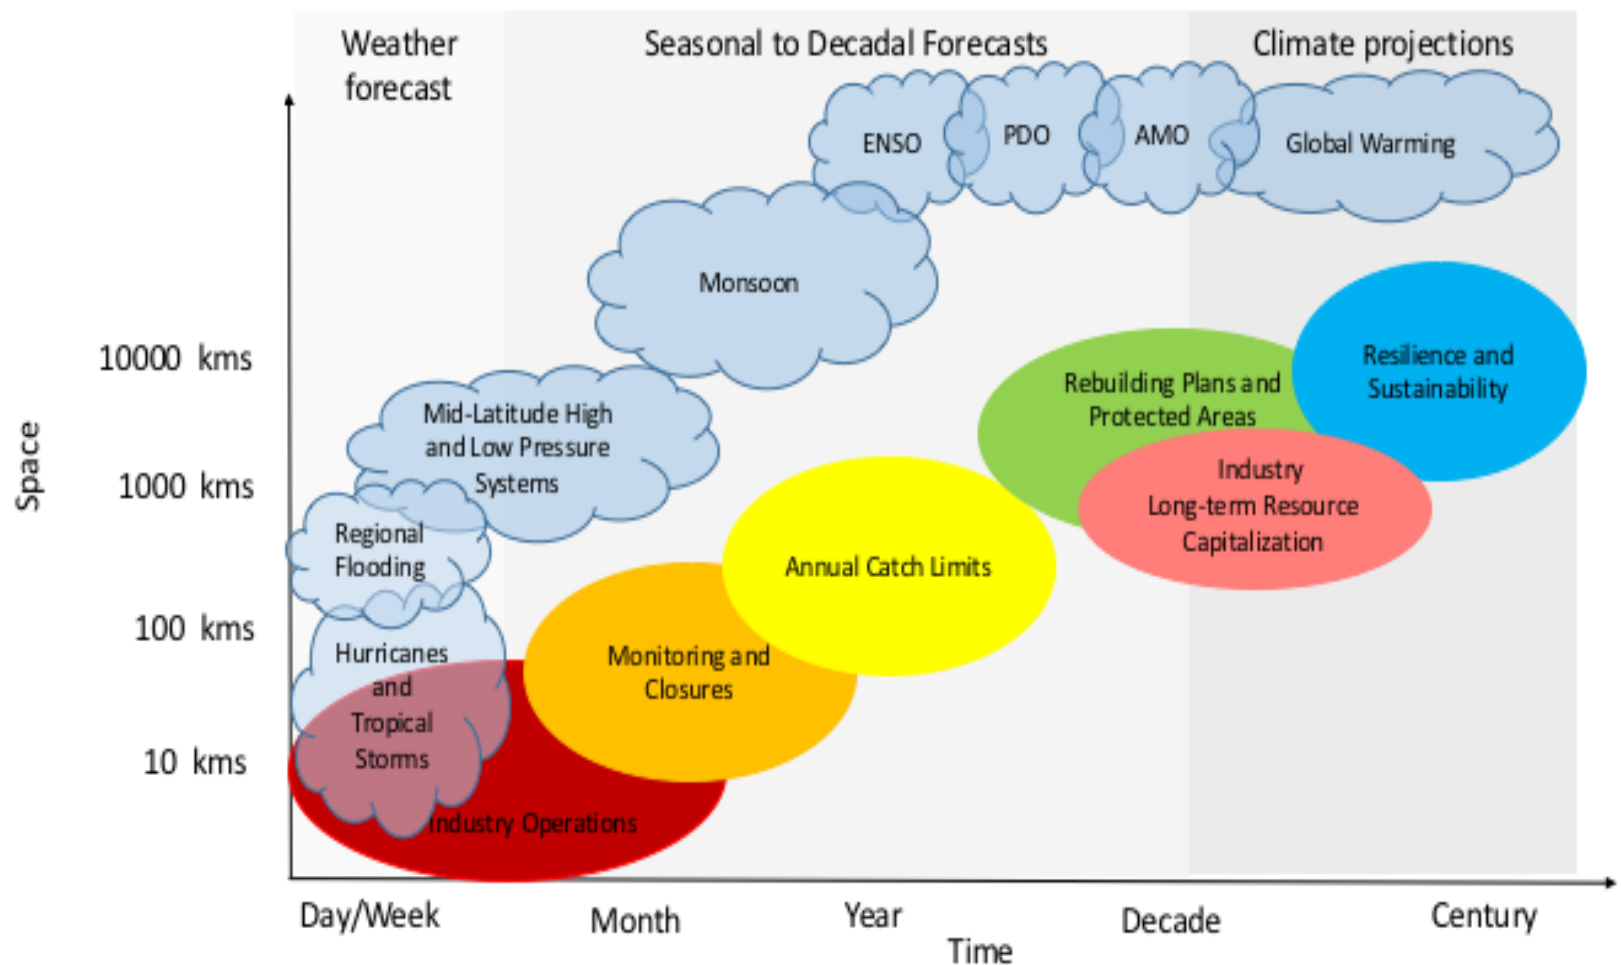 Weather
forecast
Seasonal to Decadal Forecasts
Climate projections
ENSO
PDO
AMO
Global Warming
Monsoon
10000 kms
Resilience and
Sustainability
Rebuilding Plans and
Protected Areas
Mid-Latitude High
and Low Pressure
Systems
Space
1000 kms
Industry
Long-term Resource
Capitalization
Regional
Flooding
Annual Catch Limits
100 kms
Hurricanes
and
Tropical
Storms
Monitoring and
Closures
10 kms
Industry Operations
Day/Week
Month
Year
Decade
Century
Time